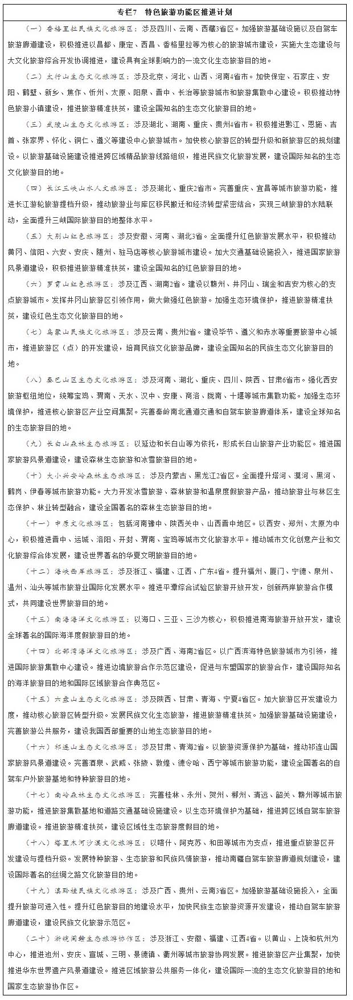 专栏7　特色旅游功能区推进计划
（一）香格里拉民族文化旅游区：涉及四川、云南、西藏3省区。加强旅游基础设施以及自驾车
旅游廊道建设，积极推进以昌都、康定、西昌、香格里拉等为核心的旅游城市建设，实施大生态建设与
大文化旅游综合开发协调推进，建设具有全球影响力的一流文化生态旅游目的地。
（二）太行山生态文化旅游区：涉及北京、河北、山西、河南4省市。加快保定、石家庄、安
阳、鹤壁、新乡、焦作、忻州、太原、阳泉、晋中、长治等旅游城市和旅游集散中心建设。积极推动特
色旅游小镇建设，推进旅游精准扶贫，建设全国知名的生态文化旅游目的地。
（三）武陵山生态文化旅游区：涉及湖北、湖南、重庆、贵州4省市。积极推进黔江、恩施、吉
首、张家界、怀化、铜仁、遵义等建设中心旅游城市。加快核心旅游区的转型升级和新旅游区的规划建
设。以旅游基础设施建设推进跨区域精品旅游线路组织，推进民族文化旅游发展，建设国际知名的生态
文化旅游目的地。
（四）长江三峡山水人文旅游区：涉及湖北、重庆2省市。完善重庆、宜昌等城市旅游功能，推
进长江游轮旅游提档升级，推动旅游业与库区移民搬迁和经济转型紧密结合，实现三峡旅游的水陆联
动，全面提升三峡国际旅游目的地整体水平。
（五）大别山红色旅游区：涉及安徽、河南、湖北3省。全面提升红色旅游发展水平，积极推动
黄冈、信阳、六安、安庆、随州、驻马店等核心旅游城市建设。加大交通基础设施投入，推进国家旅游
风景道建设，积极推进旅游精准扶贫，建设全国知名的红色旅游目的地。
（六）罗霄山红色旅游区：涉及江西、湖南2省。建设以赣州、井冈山、瑞金和吉安为核心的支
点旅游城市。发挥井冈山旅游区引领作用，做大做强红色旅游。加强生态环境保护，推进旅游精准扶
贫，建设红色生态文化旅游目的地。
（七）乌蒙山民族文化旅游区：涉及云南、贵州2省。建设毕节、遵义和赤水等重要旅游中心城
市，推进旅游区（点）的开发建设，培育民族文化旅游品牌，建设全国知名的民族生态文化旅游目的
地。
（八）秦巴山区生态文化旅游区：涉及河南、湖北、重庆、四川、陕西、甘肃6省市。强化西安
旅游枢纽地位，统筹宝鸡、渭南、天水、汉中、安康、商洛、陇南、十堰等城市集散功能。加强生态环
境保护，推进核心旅游区产业空间集聚。完善秦岭南北通道交通和自驾车旅游廊道体系，建设全球知名
的生态旅游目的地。
（九）长白山森林生态旅游区：以延边和长白山等为依托，形成长白山旅游产业功能区。推进国
家旅游风景道建设，建设森林生态旅游和冰雪旅游目的地。
（十）大小兴安岭森林生态旅游区：涉及内蒙古、黑龙江2省区。全面提升塔河、漠河、黑河、
鹤岗、伊春等城市旅游功能。大力开发冰雪旅游、森林旅游和温泉度假旅游产品，推动旅游业与林区生
态保护、林业转型融合，建设全国著名的森林生态旅游目的地。
（十一）中原文化旅游区：包括河南豫中、陕西关中、山西晋中地区。以西安、郑州、太原为中
心，积极推进晋中、运城、洛阳、开封、渭南、宝鸡等城市文化旅游水平。推动城市文化创意产业和文
化旅游综合体发展，建设世界著名的华夏文明旅游目的地。
（十二）海峡西岸旅游区：涉及浙江、福建、江西、广东4省。提升福州、厦门、宁德、泉州、
温州、汕头等城市旅游业国际化发展水平。推进平潭综合试验区旅游开放开发，创新两岸旅游合作模
式，共同建设世界旅游目的地。
（十三）南海海洋文化旅游区：以海口、三亚、三沙为核心，积极推进南海旅游开放开发，建设
全球著名的国际海洋度假旅游目的地。
（十四）北部湾海洋文化旅游区：涉及广西、海南2省区。以广西滨海特色旅游城市为引领，推
进国际旅游集散中心建设。推进边境旅游合作示范区建设，促进与东盟国家的旅游合作，建设国际知名
的海洋旅游目的地和国际区域旅游合作典范区。
（十五）六盘山生态文化旅游区：涉及陕西、甘肃、青海、宁夏4省区。加大旅游区开发建设力
度，推动核心旅游区转型升级。发展民族文化生态旅游，推进旅游精准扶贫。加强旅游基础设施建设，
完善旅游公共服务，建设我国西部重要的山地生态旅游目的地。
（十六）祁连山生态文化旅游区：涉及甘肃、青海2省。以旅游资源保护为基础，推动祁连山国
家旅游风景道建设。完善酒泉、武威、张掖、敦煌、德令哈、西宁等城市旅游功能，建设全国著名的自
驾车户外旅游基地和特种旅游目的地。
（十七）南岭森林生态文化旅游区：完善桂林、永州、贺州、郴州、清远、韶关、赣州等城市旅
游功能，推进旅游集散基地和道路交通基础设施建设。以生态环境保护为基础，推进跨区域自驾车旅游
廊道建设。推进旅游精准扶贫，建设区域性生态旅游度假目的地。
（十八）塔里木河沙漠文化旅游区：以喀什、阿克苏、和田等城市为支点，推进重点旅游区开
发建设与提档升级。发展特种旅游、生态旅游和民族风情旅游，推动南疆自驾车旅游廊道规划建设，建
设国际著名的丝绸之路文化旅游目的地。
（十九）滇黔桂民族文化旅游区：涉及广西、贵州、云南3省区。加强旅游基础设施投入，全面
提升旅游可进入性。提升红色旅游目的地建设水平，加快民族生态旅游资源开发建设，推动自驾车旅游
廊道建设，建设民族文化旅游示范区。
（二十）浙皖闽赣生态旅游协作区：涉及浙江、安徽、福建、江西4省。以黄山、上饶和杭州为
中心，推进池州、安庆、宣城、三明、景德镇、衢州等城市旅游协同发展。推进旅游区产业集聚，加快
推进华东世界遗产风景道建设。推进区域旅游公共服务一体化，建设国际一流的生态文化旅游目的地和
国家生态旅游协作区。